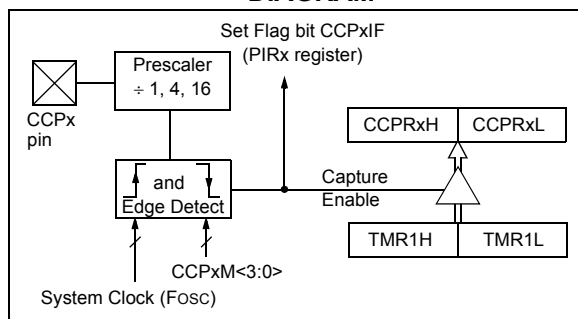 DIAGRAM
Set Flag bit CCPxIF
(PIRx register)
Prescaler
÷ 1, 4, 16
CCPx
pin
CCPRxH
CCPRxL
and
Edge Detect
Capture
Enable
TMR1H
TMR1L
CCPxM<3:0>
System Clock (FOSC)